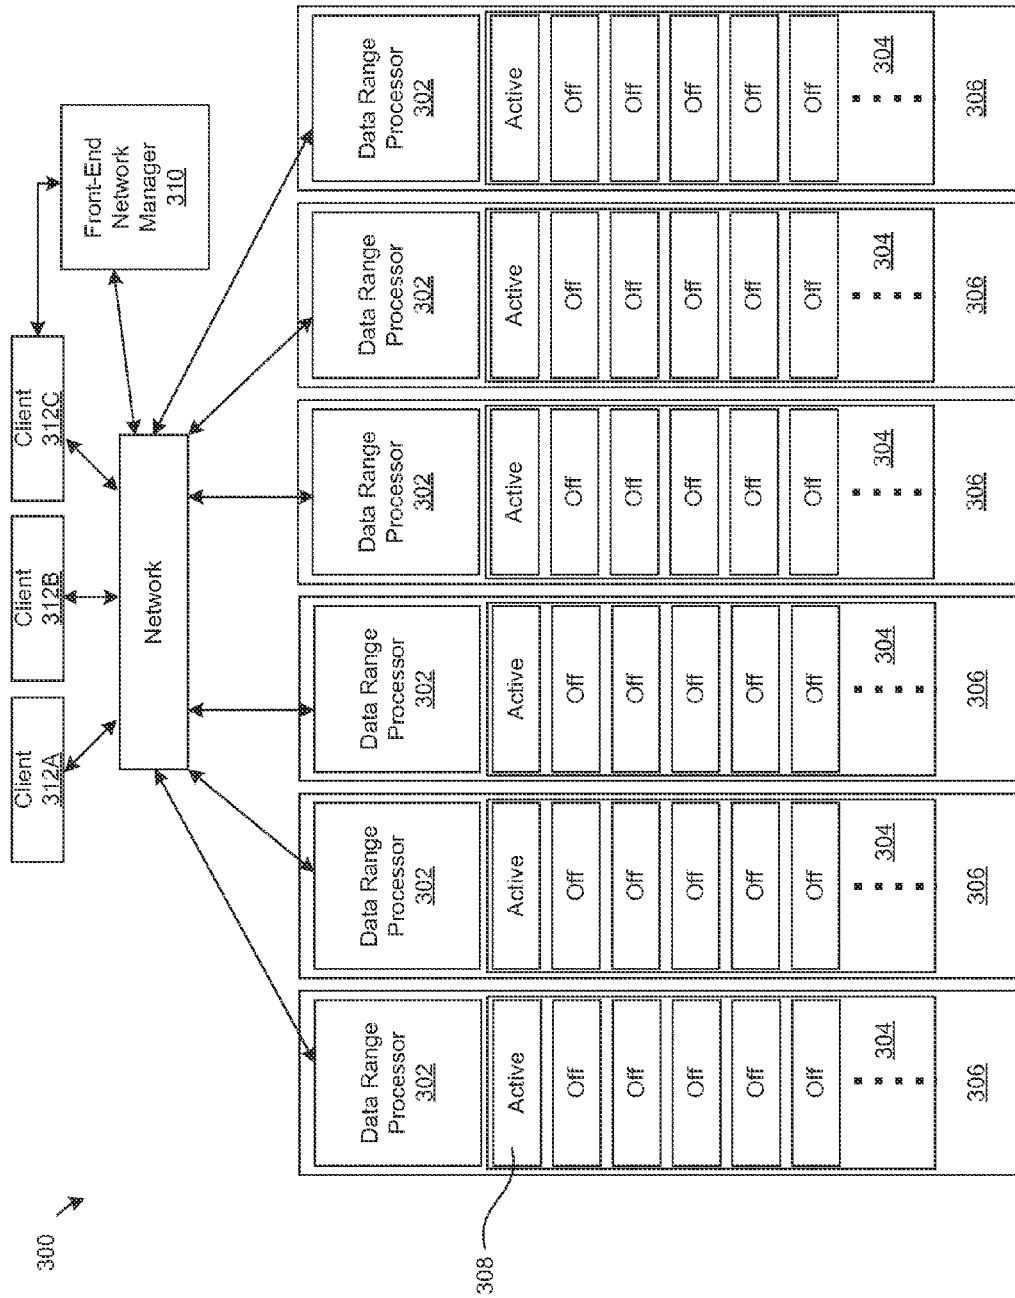 300
Client
312A
Client
312B
Client
312C
Front-End
Network
Manager
310
Network
Data Range
Processor
302
Active
Off
Off
Off
Off
Off
304
306
Data Range
Processor
302
Active
Off
Off
Off
Off
Off
304
306
Data Range
Processor
302
Active
Off
Off
Off
Off
Off
304
306
Data Range
Processor
302
Active
Off
Off
Off
Off
Off
304
306
Data Range
Processor
302
Active
Off
Off
Off
Off
Off
304
306
Data Range
Processor
302
Active
Off
Off
Off
Off
Off
304
306
308